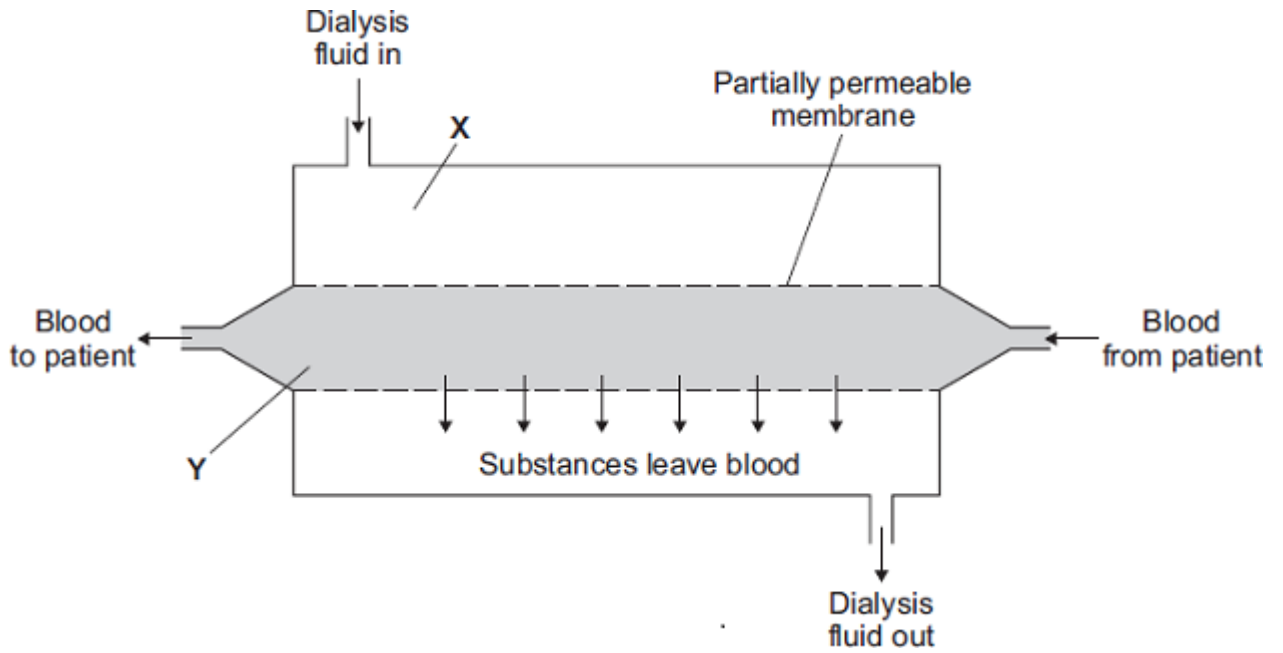 Dialysis
fluid in
Partially permeable
membrane
X
Blood
to patient
Blood
from patient
Y
Substances leave blood
Dialysis
fluid out